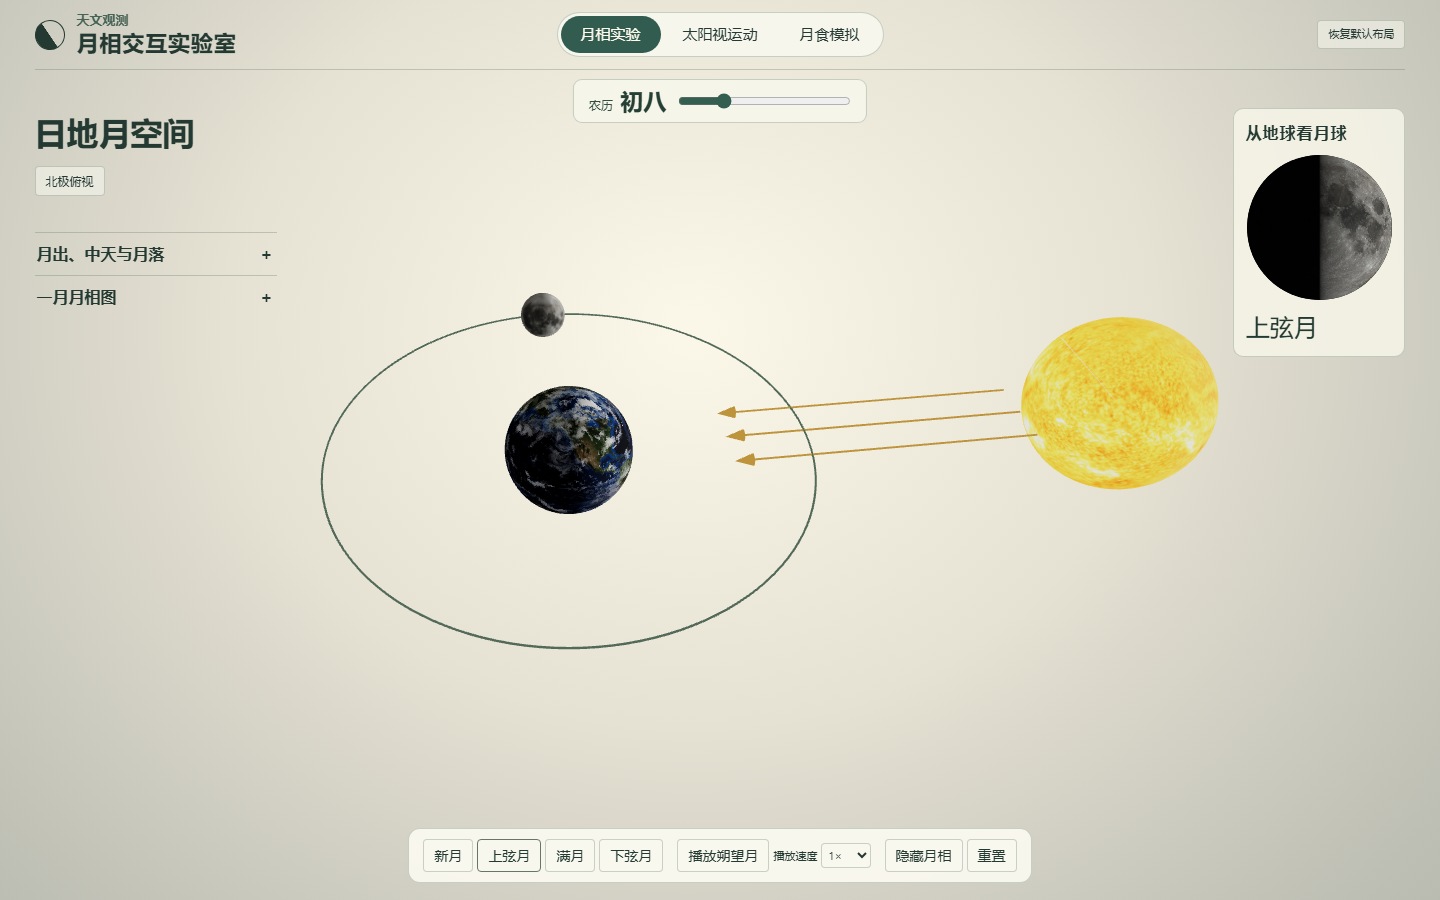 天文观测
月相交互实验室
月相实验
太阳视运动
月食模拟
恢复默认布局
农历 初八
日地月空间
北极俯视
月出、中天与月落 +
一月月相图 +
从地球看月球
上弦月
新月
上弦月
满月
下弦月
播放朔望月
播放速度
1×
隐藏月相
重置